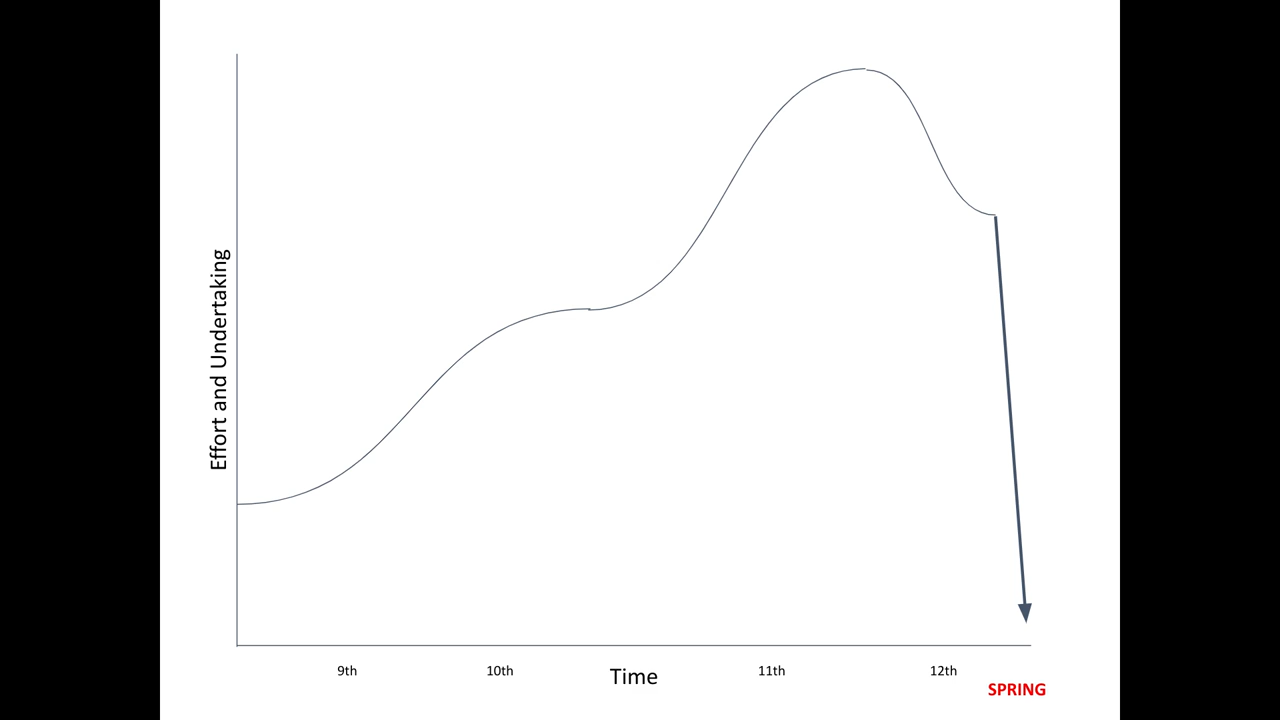 Effort and Undertaking
9th
10th
Time
11th
12th
SPRING